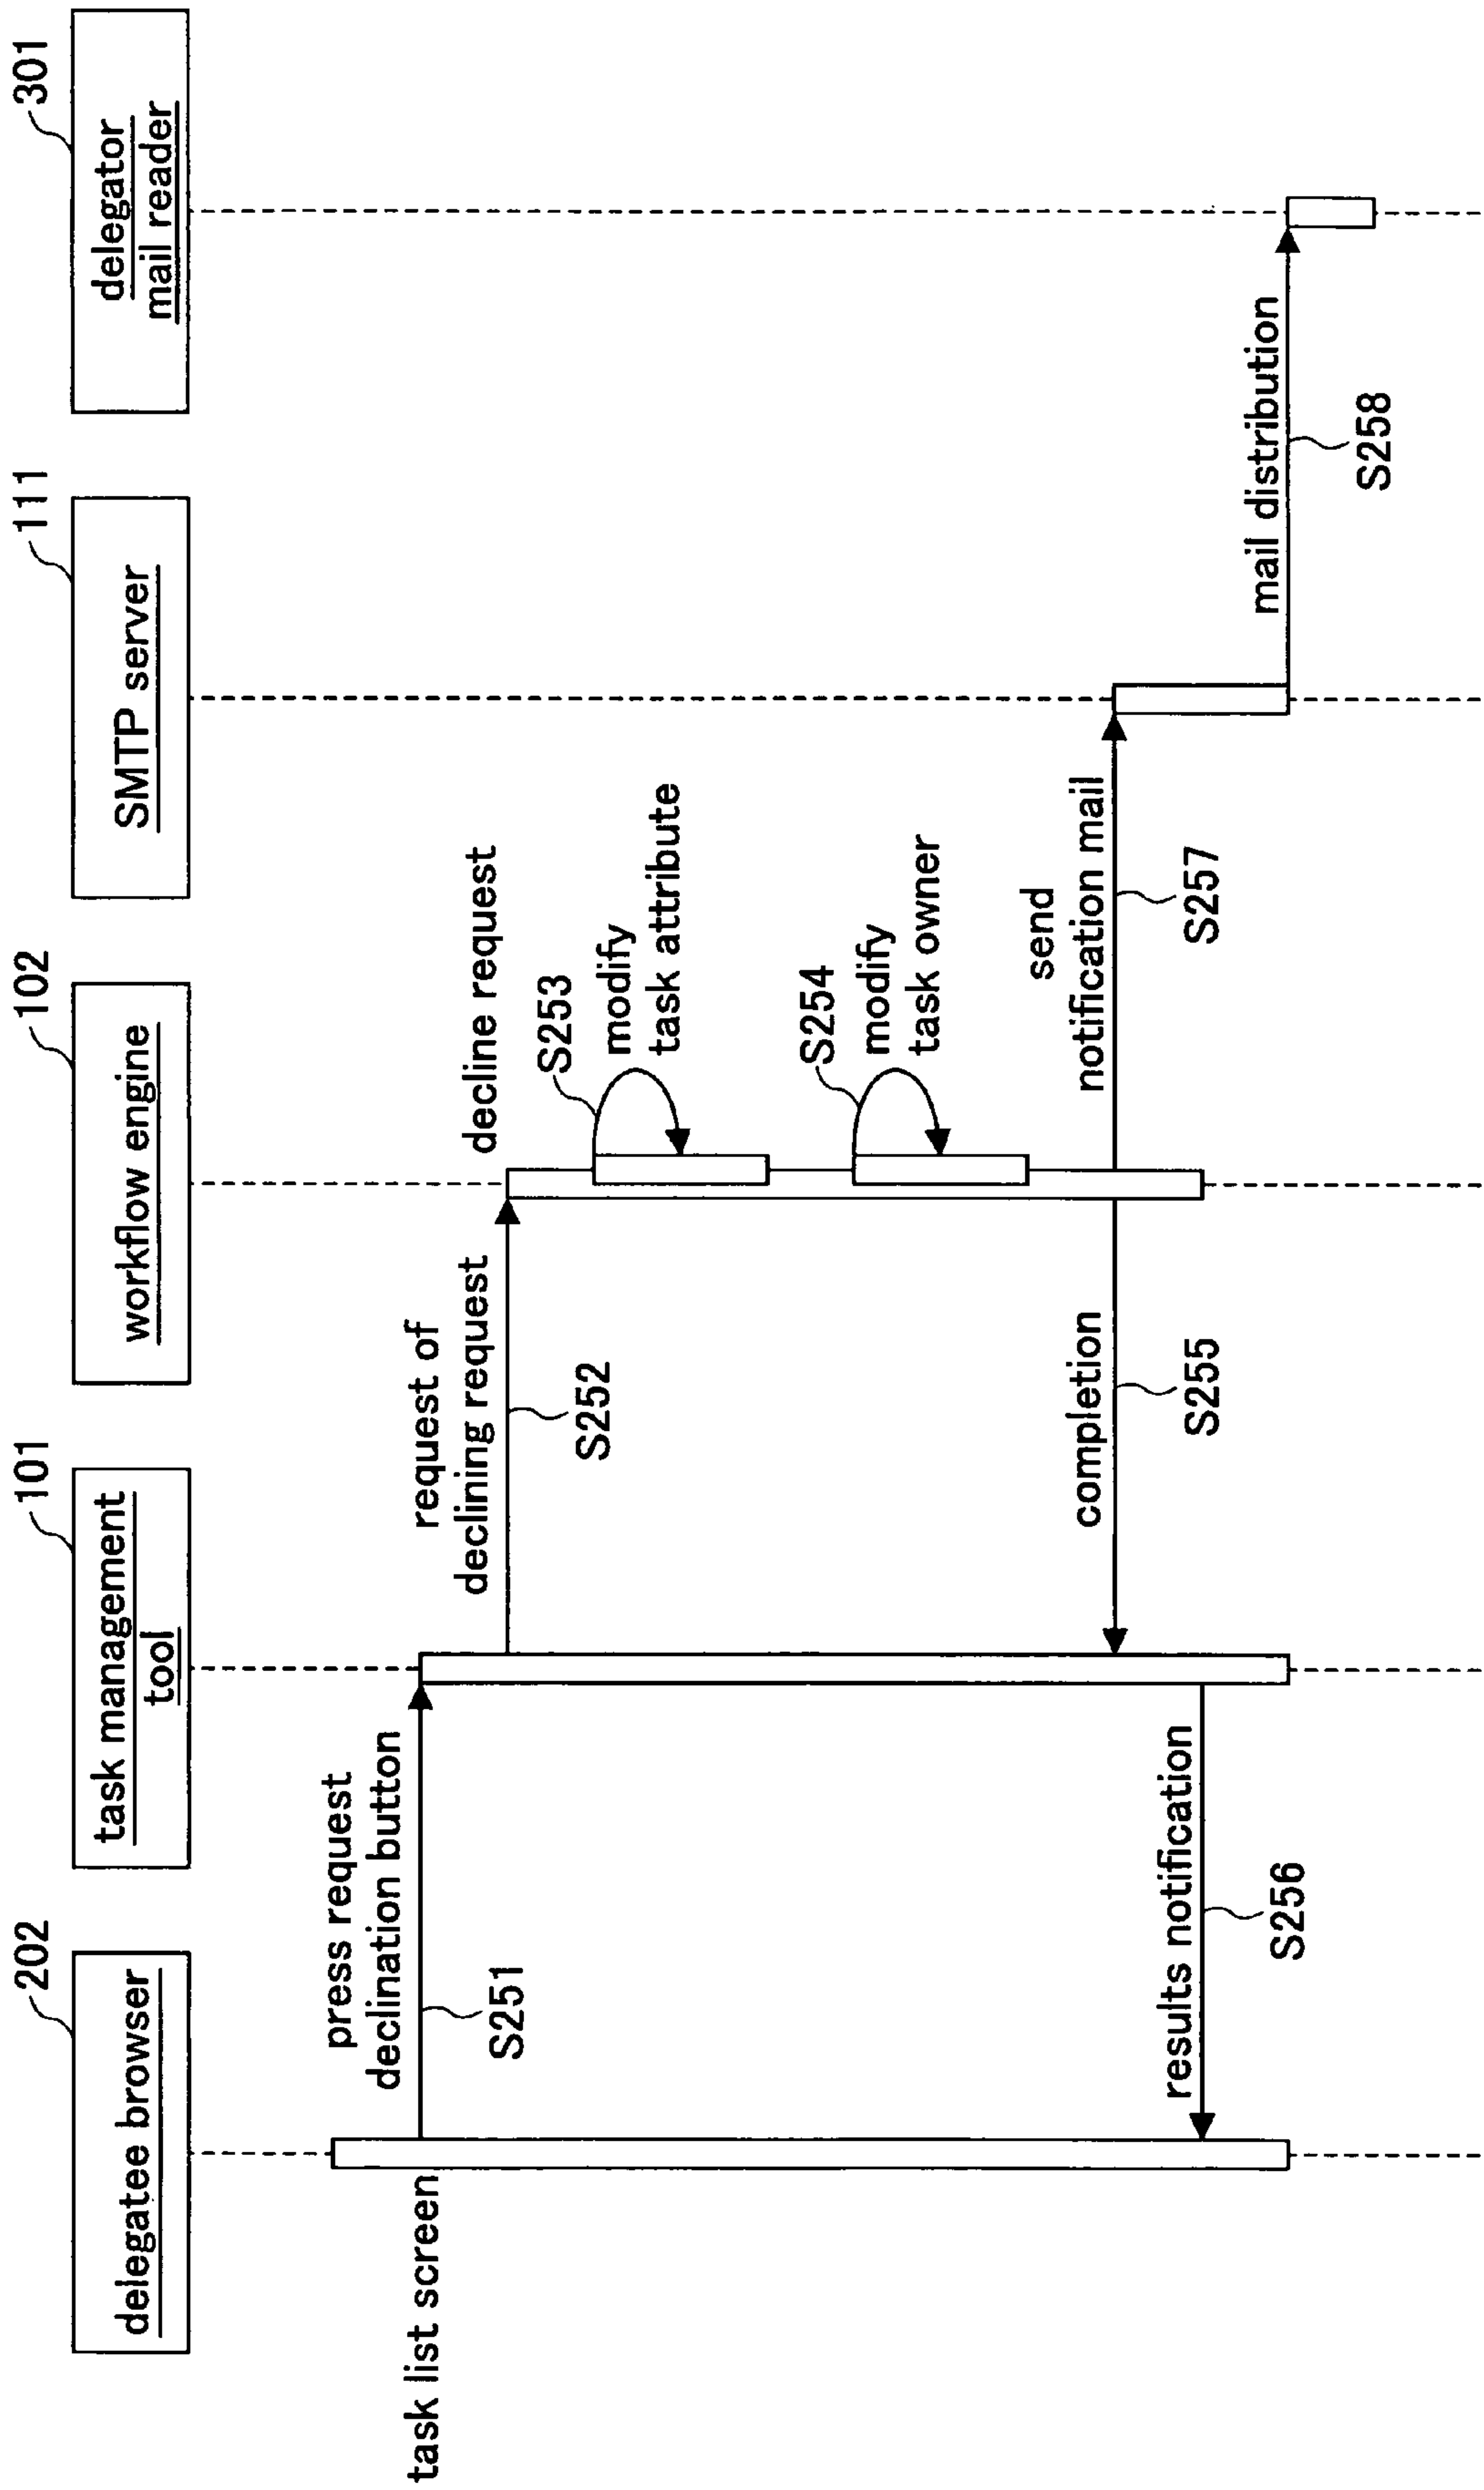 202
delegatee browser
101
task management
tool
102
workflow engine
111
SMTP server
301
delegator
mail reader
task list screen
press request
declination button
S251
request of
declining request
S252
decline request
S253
modify
task attribute
S254
modify
task owner
completion
S255
send
notification mail
S257
results notification
S256
mail distribution
S258